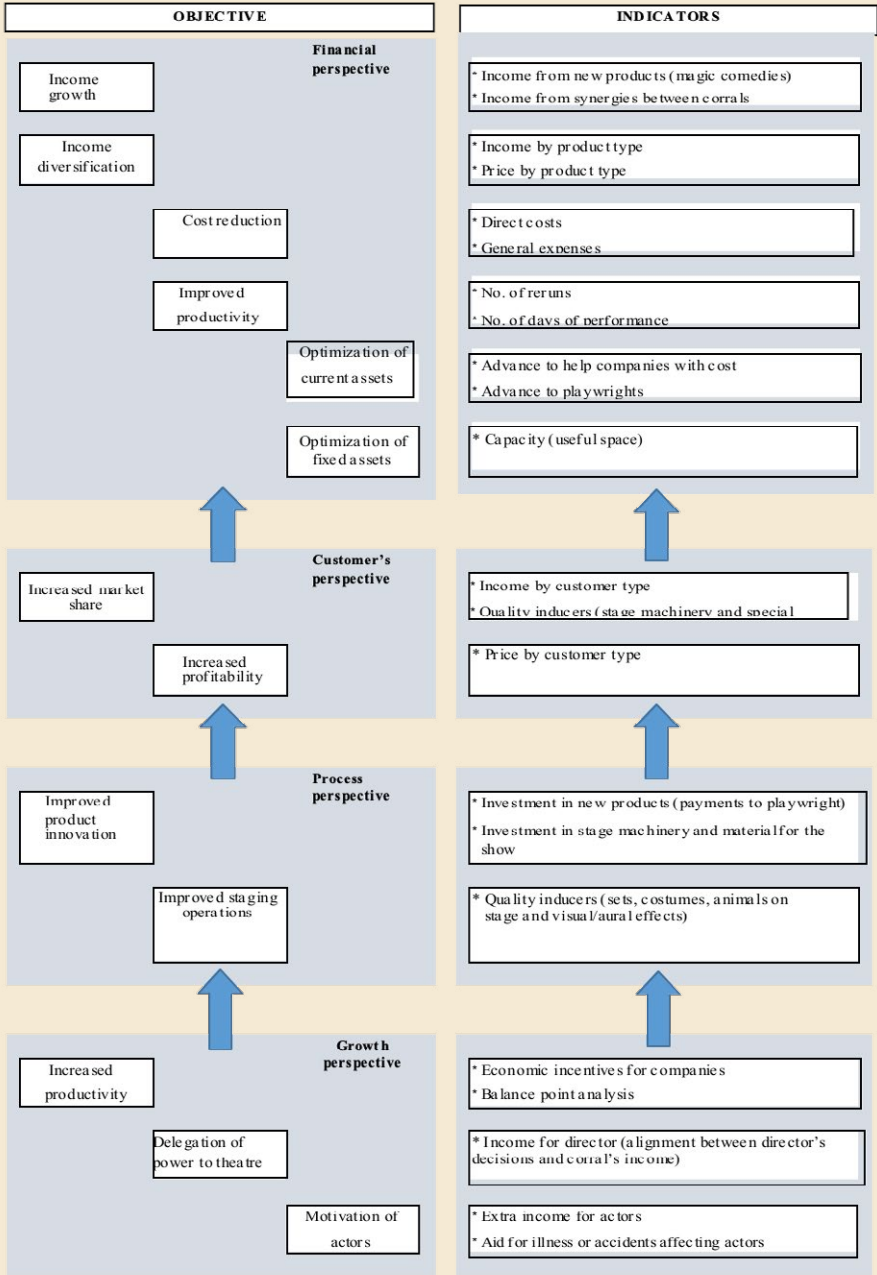 OBJECTIVE
INDICATORS
Financial
perspective
Income
growth
* Income from new products (magic comedies)
* Income from synergies between corrals
Income
diversification
* Income by product type
* Price by product type
Cost reduction
* Direct costs
* General expenses
Improved
productivity
* No. of reruns
* No. of days of performance
Optimization of
current assets
* Advance to help companies with cost
* Advance to playwrights
Optimization of
fixed assets
* Capacity (useful space)
Customer's
perspective
Increased market
share
* Income by customer type
* Quality inducers (stage machinery and special
Increased
profitability
* Price by customer type
Process
perspective
Improved
product
innovation
* Investment in new products (payments to playwright)
* Investment in stage machinery and material for the
show
Improved staging
operations
* Quality inducers (sets, costumes, animals on
stage and visual/aural effects)
Growth
perspective
Increased
productivity
* Economic incentives for companies
* Balance point analysis
Delegation of
power to theatre
* Income for director (alignment between director's
decisions and corral's income)
Motivation of
actors
* Extra income for actors
* Aid for illness or accidents affecting actors